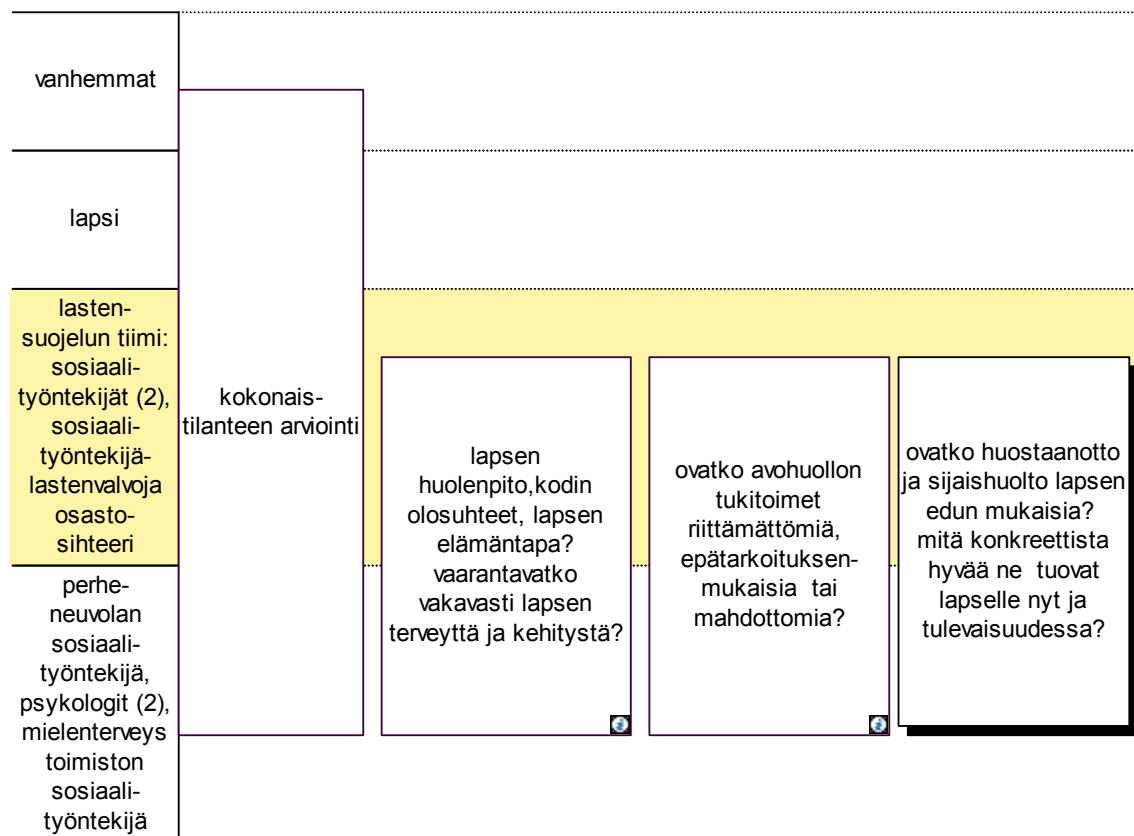 vanhemmat
lapsi
lasten-
suojelun tiimi:
sosiaali-
työntekijät (2),
sosiaali-
työntekijä-
lastenvalvoja
osasto-
sihteeri
perhe-
neuvolan
sosiaali-
työntekijä,
psykologit (2),
mielenterveys
toimiston
sosiaali-
työntekijä
kokonais-
tilanteen arviointi
lapsen
huolenpito,kodin
olosuhteet, lapsen
elämäntapa?
vaarantavatko
vakavasti lapsen
terveyttä ja kehitystä?
ovatko avohuollon
tukitoimet
riittämättömiä,
epätarkoituksen-
mukaisia tai
mahdottomia?
ovatko huostaanotto
ja sijaishuolto lapsen
edun mukaisia?
mitä konkreettista
hyvää ne tuovat
lapselle nyt ja
tulevaisuudessa?